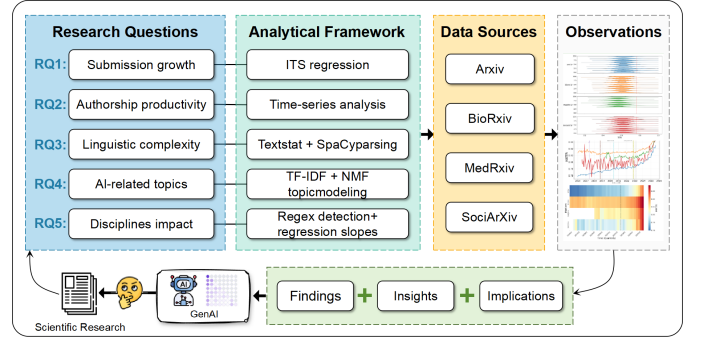 Research Questions
Analytical Framework
Data Sources
Observations
RQ1:
Submission growth
ITS regression
RQ2:
Authorship productivity
Time-series analysis
RQ3:
Linguistic complexity
Textstat + SpaCyparsing
RQ4:
AI-related topics
TF-IDF + NMF
topicmodeling
RQ5:
Disciplines impact
Regex detection+
regression slopes
Arxiv
BioRxiv
MedRxiv
SociArXiv
Scientific Research
AI
GenAI
Findings
+
Insights
+
Implications